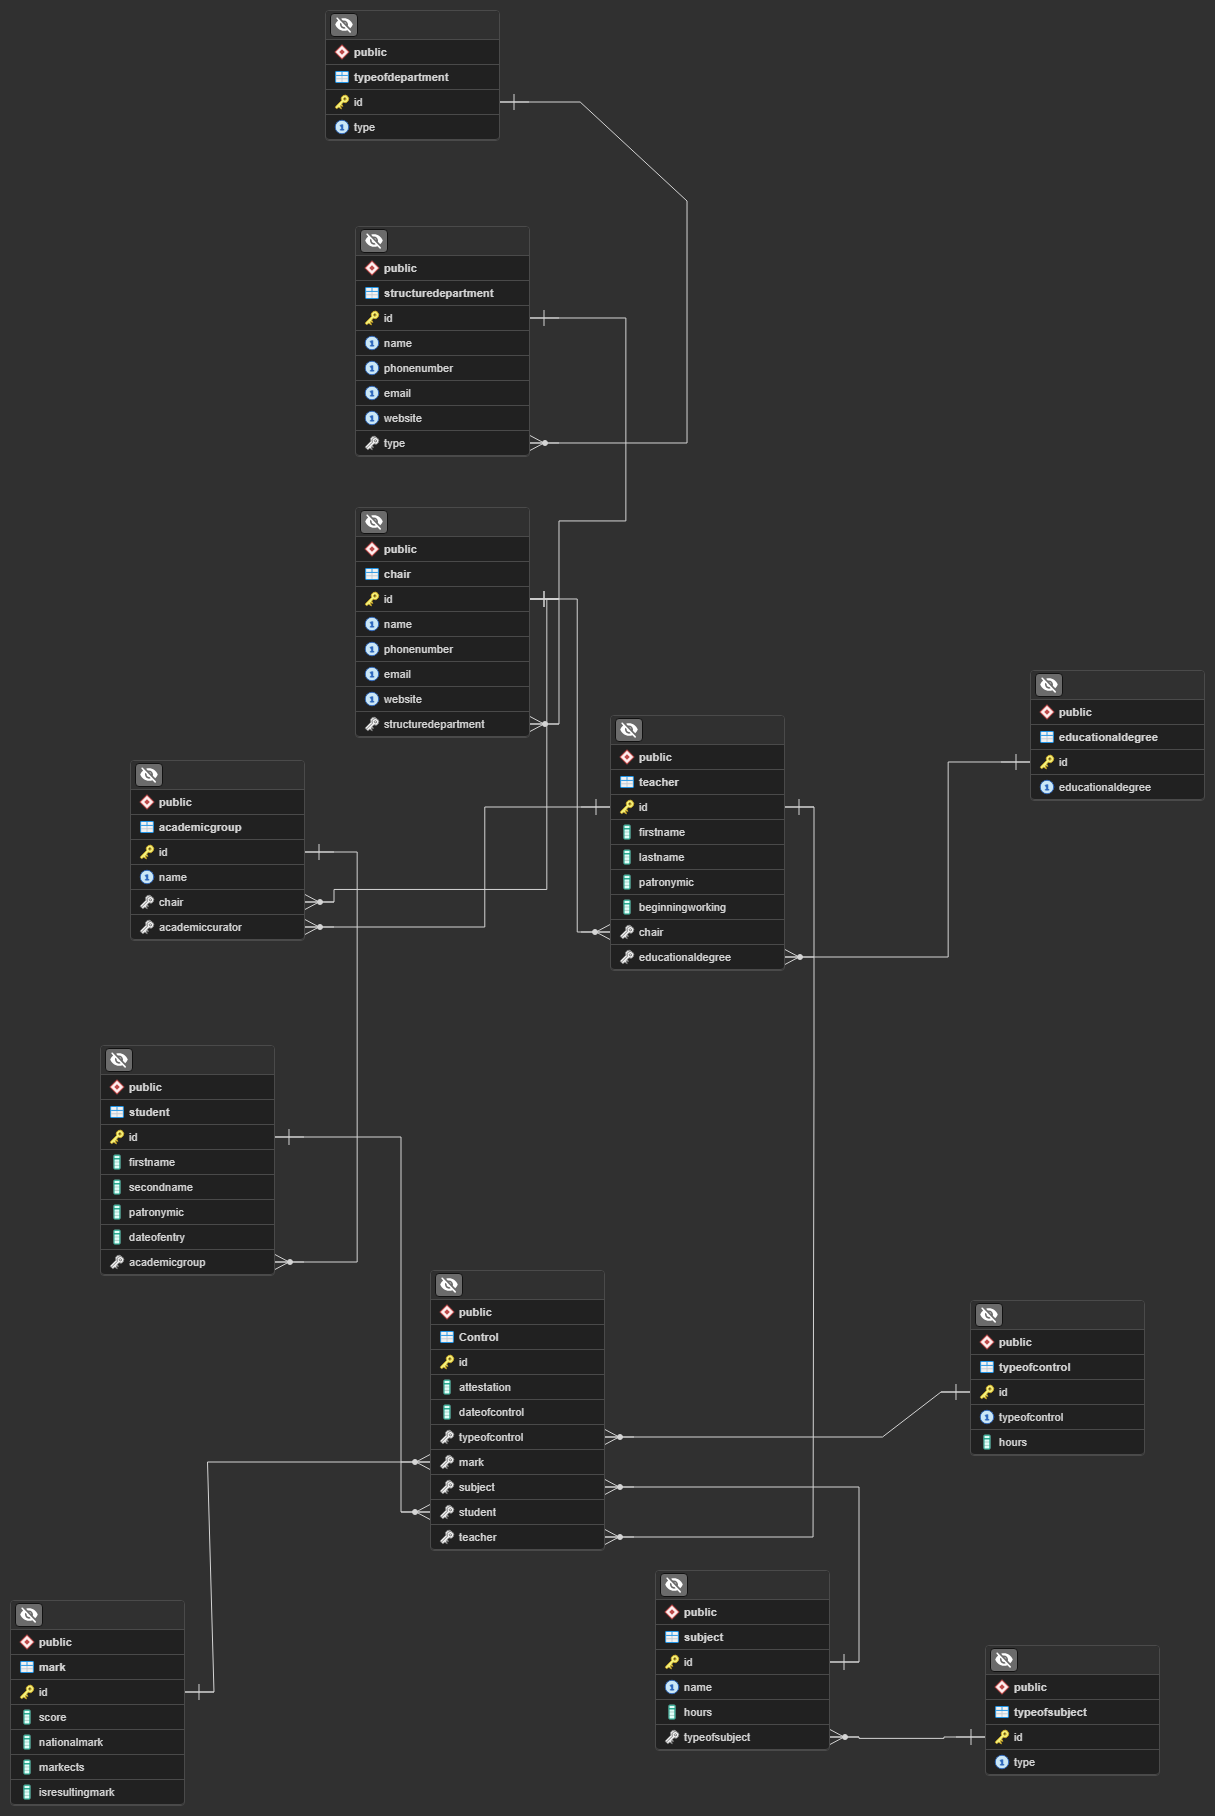 public
typeofdepartment
id
type
public
structuredepartment
id
name
phonenumber
email
website
type
public
chair
id
name
phonenumber
email
website
structuredepartment
public
educationaldegree
id
educationaldegree
public
teacher
id
firstname
lastname
patronymic
beginningworking
chair
educationaldegree
public
academicgroup
id
name
chair
academiccurator
public
student
id
firstname
secondname
patronymic
dateofentry
academicgroup
public
Control
id
attestation
dateofcontrol
typeofcontrol
mark
subject
student
teacher
public
typeofcontrol
id
typeofcontrol
hours
public
mark
id
score
nationalmark
markects
isresultingmark
public
subject
id
name
hours
typeofsubject
public
typeofsubject
id
type